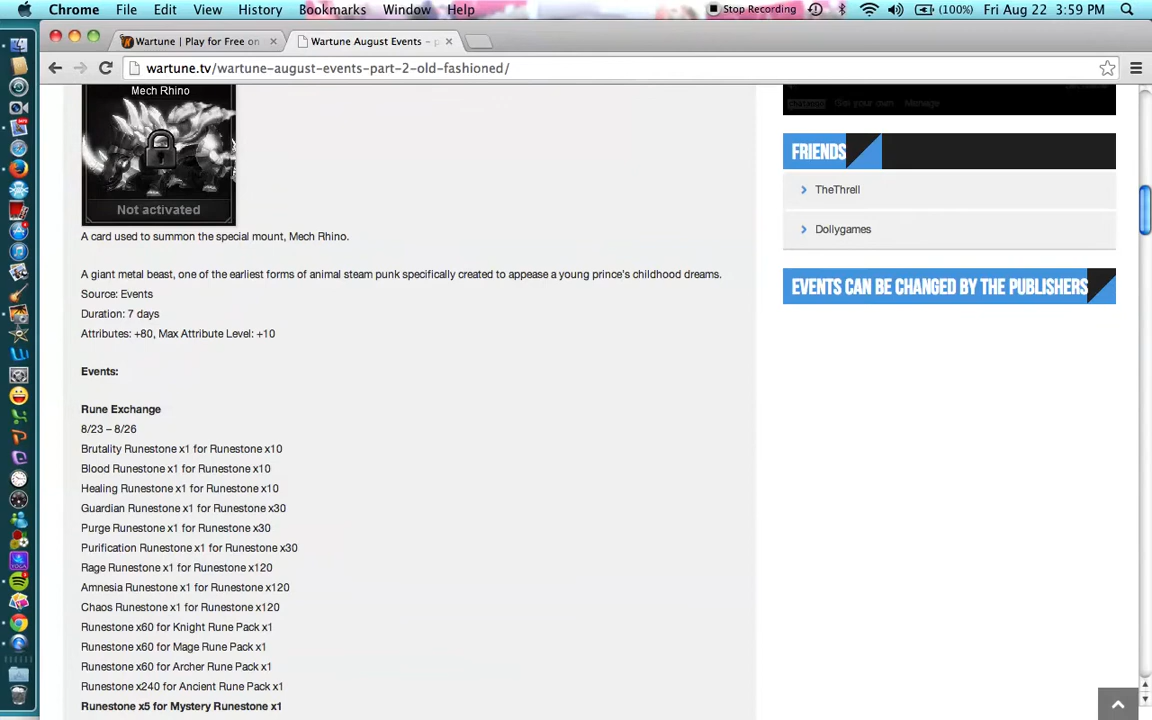 Chrome File Edit View History Bookmarks Window Help Stop Recording (100%) Fri Aug 22 3:59 PM
Wartune | Play for Free on Wartune August Events –
wartune.tv/wartune-august-events-part-2-old-fashioned/
Mech Rhino
Not activated
A card used to summon the special mount, Mech Rhino.
A giant metal beast, one of the earliest forms of animal steam punk specifically created to appease a young prince's childhood dreams.
Source: Events
Duration: 7 days
Attributes: +80, Max Attribute Level: +10
Events:
Rune Exchange
8/23 – 8/26
Brutality Runestone x1 for Runestone x10
Blood Runestone x1 for Runestone x10
Healing Runestone x1 for Runestone x10
Guardian Runestone x1 for Runestone x30
Purge Runestone x1 for Runestone x30
Purification Runestone x1 for Runestone x30
Rage Runestone x1 for Runestone x120
Amnesia Runestone x1 for Runestone x120
Chaos Runestone x1 for Runestone x120
Runestone x60 for Knight Rune Pack x1
Runestone x60 for Mage Rune Pack x1
Runestone x60 for Archer Rune Pack x1
Runestone x240 for Ancient Rune Pack x1
Runestone x5 for Mystery Runestone x1
Get your own Manage
FRIENDS
TheThrell
Dollygames
EVENTS CAN BE CHANGED BY THE PUBLISHERS